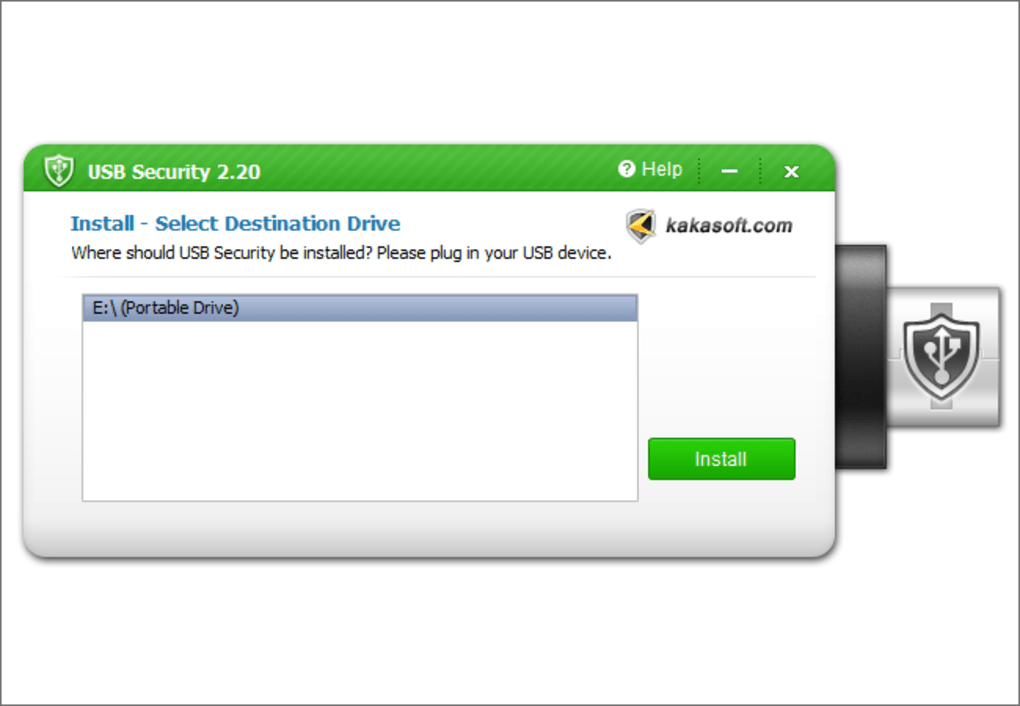 USB Security 2.20
? Help
Install - Select Destination Drive
kakasoft.com
Where should USB Security be installed? Please plug in your USB device.
E:\ (Portable Drive)
Install